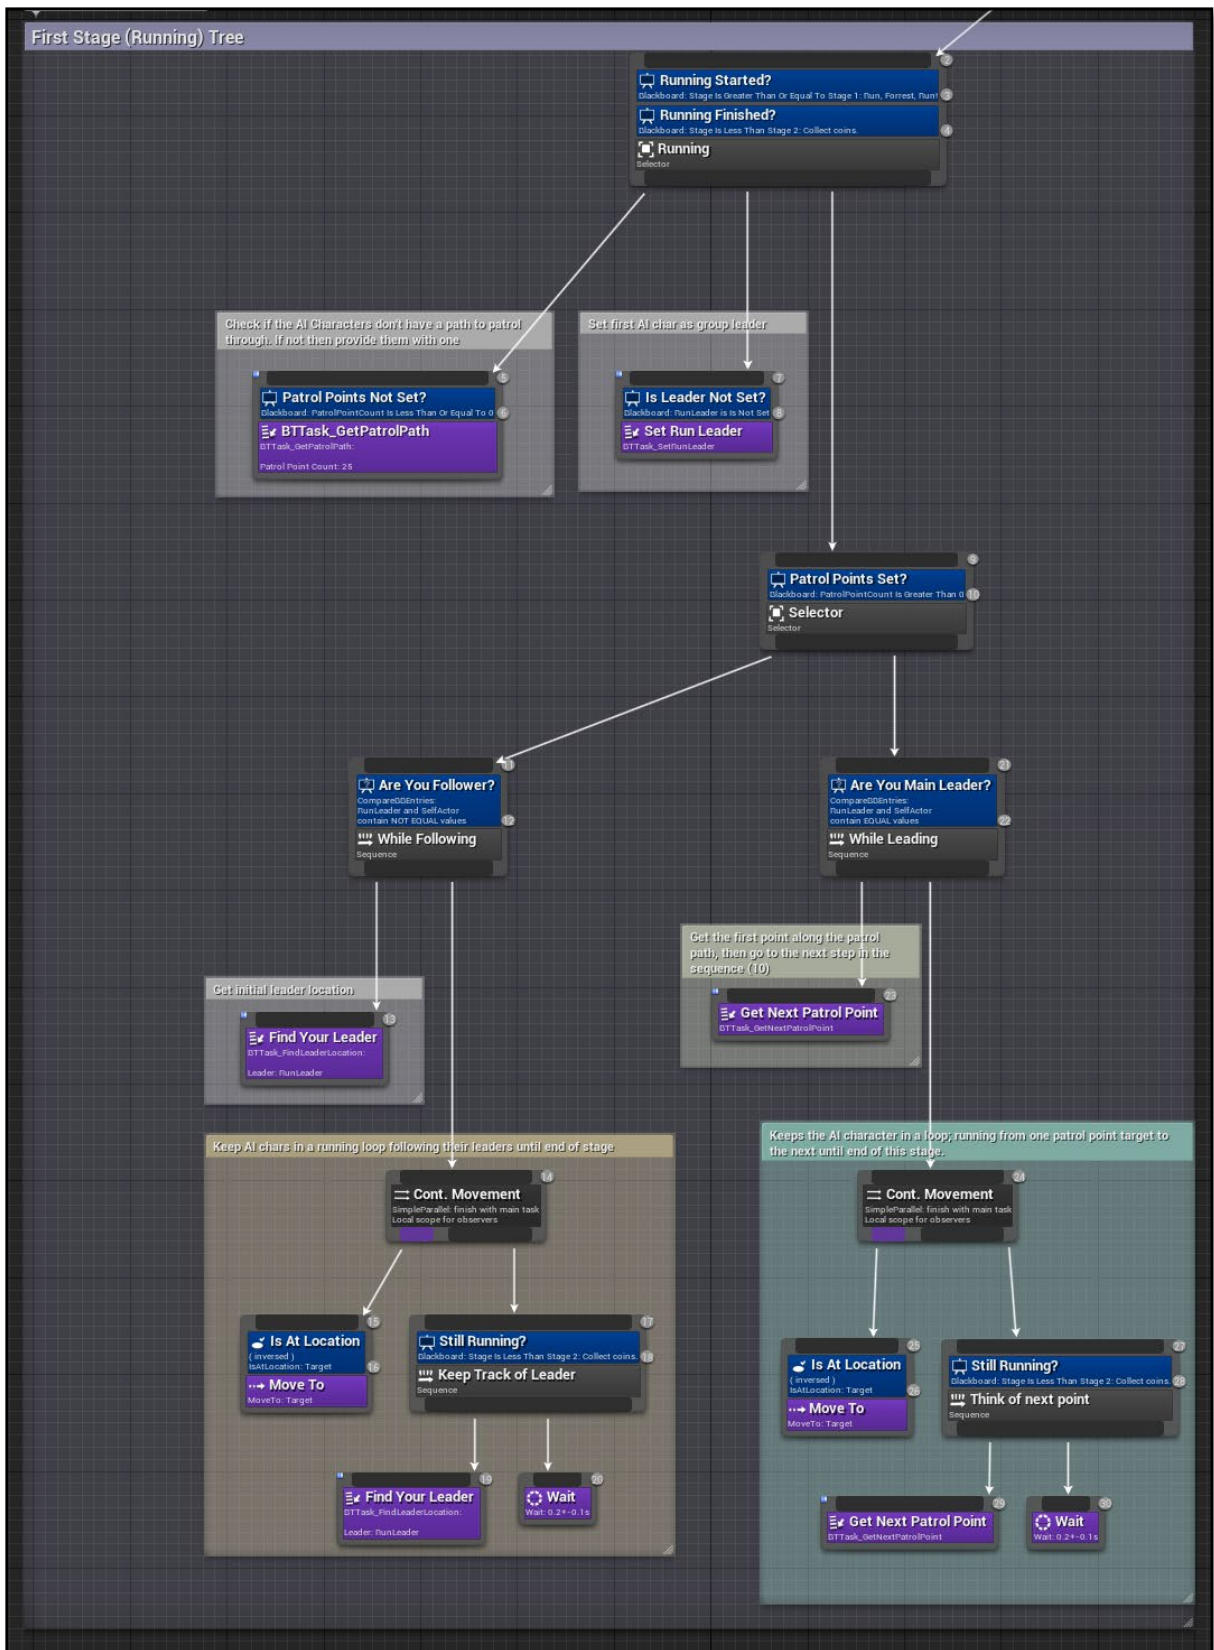 First Stage (Running) Tree
2
Running Started?
Blackboard: Stage Is Greater Than Or Equal To Stage 1: Run, Forrest, Run!
3
Running Finished?
Blackboard: Stage Is Less Than Stage 2: Collect coins.
4
Running
Selector
Check if the AI Characters don't have a path to patrol
through. If not then provide them with one
5
Patrol Points Not Set?
Blackboard: PatrolPointCount Is Less Than Or Equal To 0
6
BTTask_GetPatrolPath
BTTask_GetPatrolPath:
Patrol Point Count: 25
Set first AI char as group leader
7
Is Leader Not Set?
Blackboard: RunLeader is Is Not Set
8
Set Run Leader
BTTask_SetRunLeader
9
Patrol Points Set?
Blackboard: PatrolPointCount Is Greater Than 0
10
Selector
Selector
11
Are You Follower?
CompareBBEntries:
RunLeader and SelfActor
contain NOT EQUAL values
12
While Following
Sequence
21
Are You Main Leader?
CompareBBEntries:
RunLeader and SelfActor
contain EQUAL values
22
While Leading
Sequence
Get initial leader location
13
Find Your Leader
BTTask_FindLeaderLocation:
Leader: RunLeader
Get the first point along the patrol
path, then go to the next step in the
sequence (10)
23
Get Next Patrol Point
BTTask_GetNextPatrolPoint
Keep AI chars in a running loop following their leaders until end of stage
14
Cont. Movement
SimpleParallel: finish with main task
Local scope for observers
15
Is At Location
( inversed )
IsAtLocation: Target
16
Move To
MoveTo: Target
17
Still Running?
Blackboard: Stage Is Less Than Stage 2: Collect coins.
18
Keep Track of Leader
Sequence
19
Find Your Leader
BTTask_FindLeaderLocation:
Leader: RunLeader
20
Wait
Wait: 0.2+-0.1s
Keeps the AI character in a loop; running from one patrol point target to
the next until end of this stage.
24
Cont. Movement
SimpleParallel: finish with main task
Local scope for observers
25
Is At Location
( inversed )
IsAtLocation: Target
26
Move To
MoveTo: Target
27
Still Running?
Blackboard: Stage Is Less Than Stage 2: Collect coins.
28
Think of next point
Sequence
29
Get Next Patrol Point
BTTask_GetNextPatrolPoint
30
Wait
Wait: 0.2+-0.1s